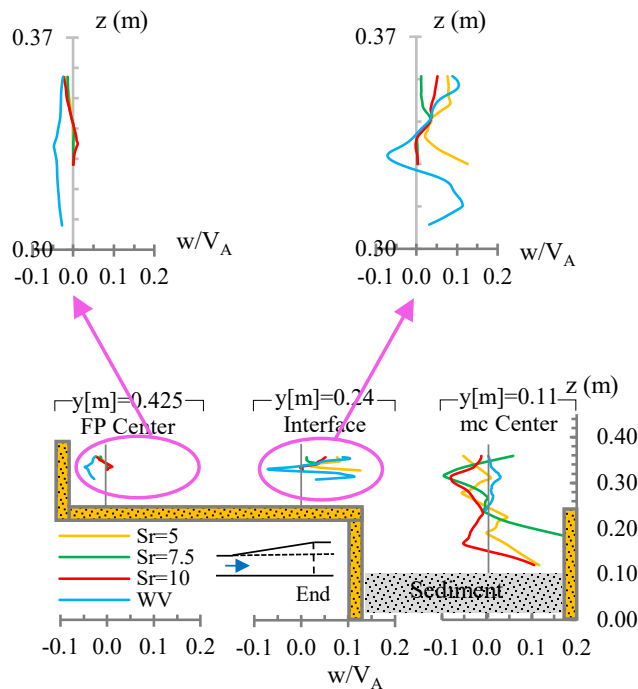 z (m)
z (m)
0.37
0.37
0.30
0.30
w/V_A
w/V_A
-0.1 0.0 0.1 0.2
-0.1 0.0 0.1 0.2
y[m]=0.425
y[m]=0.24
y[m]=0.11
z (m)
FP Center
Interface
mc Center
0.40
0.30
Sr=5
Sr=7.5
Sr=10
WV
End
0.20
0.10
Sediment
0.00
-0.1 0.0 0.1 0.2
-0.1 0.0 0.1 0.2
-0.1 0.0 0.1 0.2
w/V_A